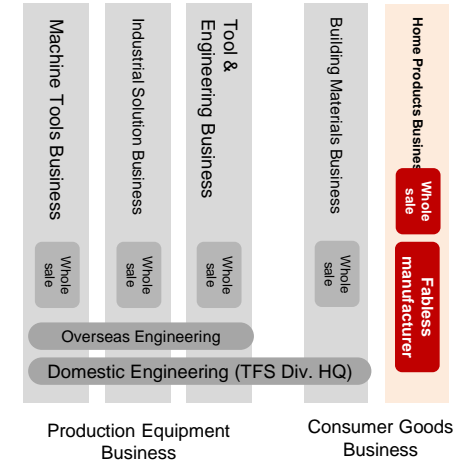 Machine Tools Business
Industrial Solution Business
Tool &
Engineering Business
Building Materials Business
Home Products Busines
Whole
sale
Whole
sale
Whole
sale
Whole
sale
Whole
sale
Fabless
manufacturer
Overseas Engineering
Domestic Engineering (TFS Div. HQ)
Production Equipment
Business
Consumer Goods
Business